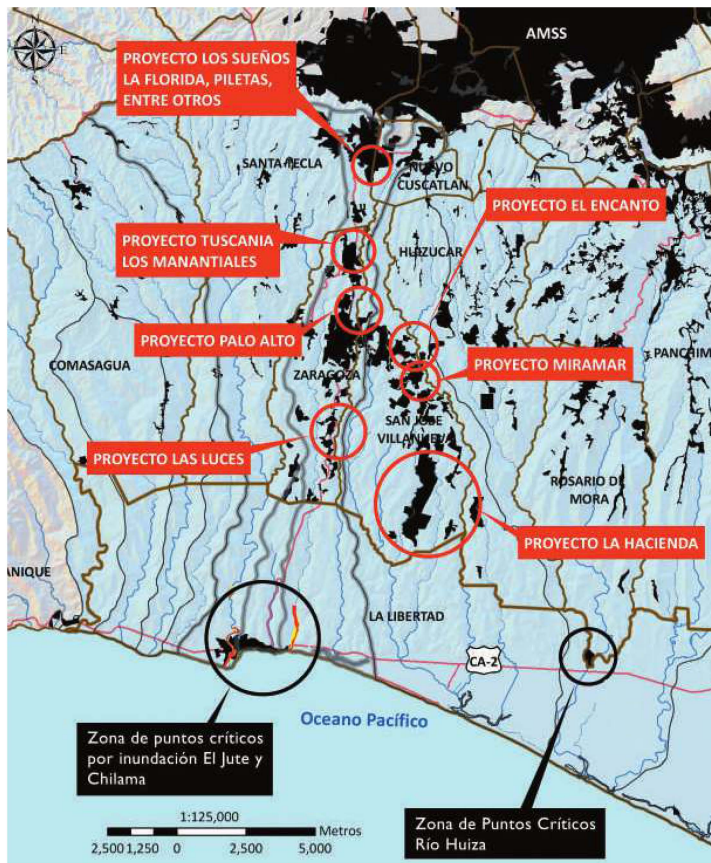 N
E
S
AMSS
PROYECTO LOS SUEÑOS
LA FLORIDA, PILETAS,
ENTRE OTROS
SANTA TECLA
NUEVO
CUSCATLÁN
PROYECTO EL ENCANTO
PROYECTO TUSCANIA
LOS MANANTIALES
HUIZUCAR
PROYECTO PALO ALTO
COMASAGUA
ZARAGOZA
PROYECTO MIRAMAR
PANCHIM
SAN JOSE
VILLANUEVA
PROYECTO LAS LUCES
ROSARIO DE
MORA
PROYECTO LA HACIENDA
ANIQUE
LA LIBERTAD
CA-2
Oceano Pacífico
Zona de puntos críticos
por inundación El Jute y
Chilama
Zona de Puntos Críticos
Río Huiza
1:125,000
Metros
2,500 1,250 0 2,500 5,000